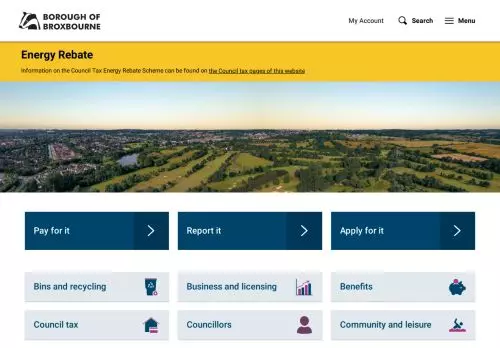 BOROUGH OF
BROXBOURNE
My Account
Search
Menu
Energy Rebate
Information on the Council Tax Energy Rebate Scheme can be found on the Council tax pages of this website
Pay for it
Report it
Apply for it
Bins and recycling
Business and licensing
Benefits
Council tax
Councillors
Community and leisure